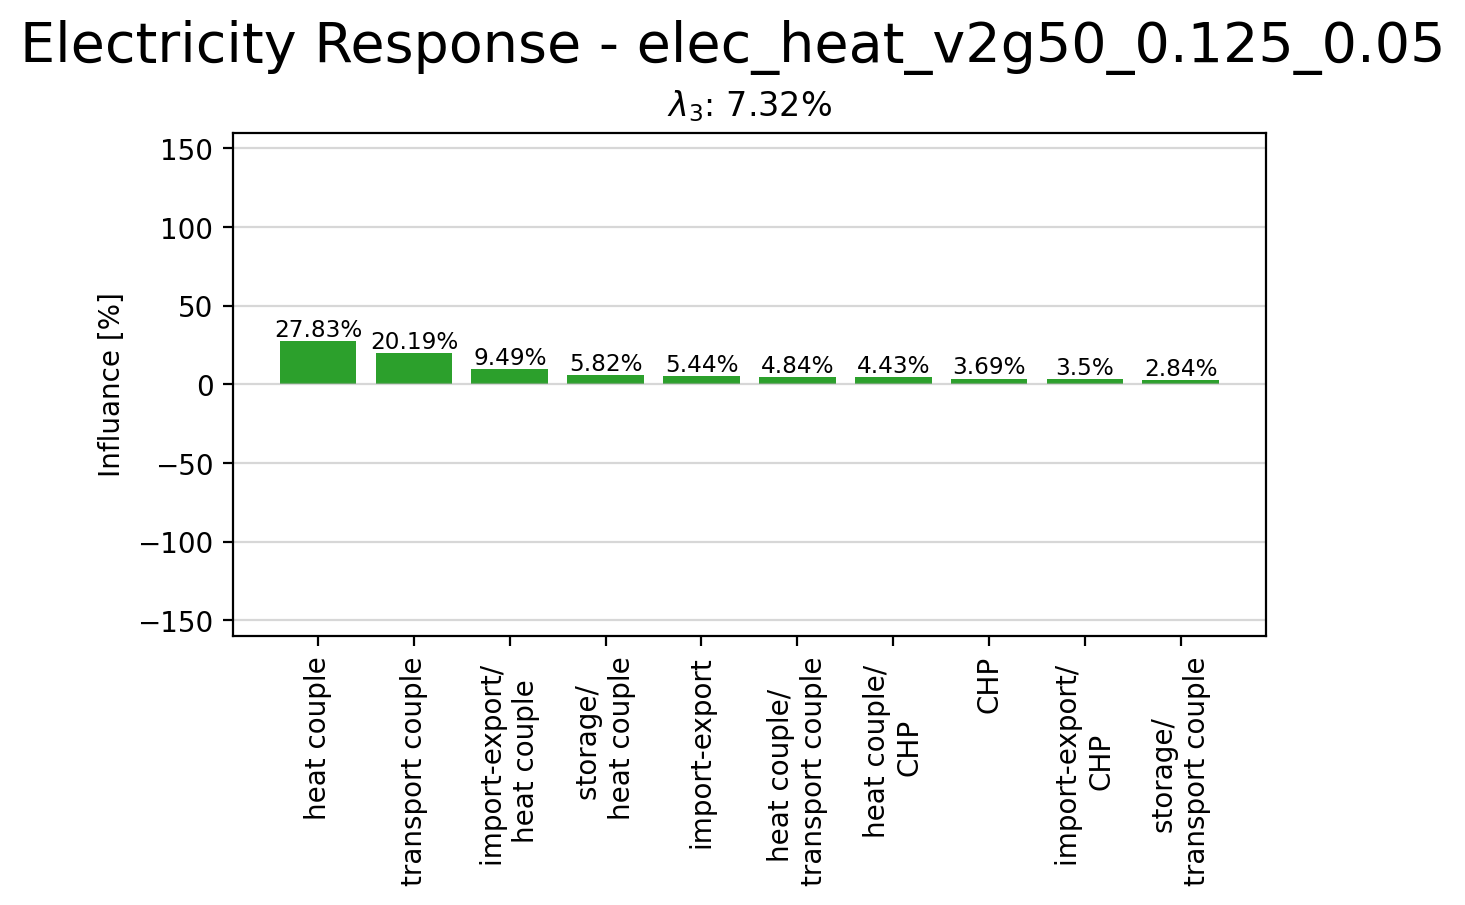 Electricity Response - elec_heat_v2g50_0.125_0.05
λ₃: 7.32%
150
100
50
0
−50
−100
−150
Influance [%]
27.83%
20.19%
9.49%
5.82%
5.44%
4.84%
4.43%
3.69%
3.5%
2.84%
heat couple
transport couple
import-export/
heat couple
storage/
heat couple
import-export
heat couple/
transport couple
heat couple/
CHP
CHP
import-export/
CHP
storage/
transport couple